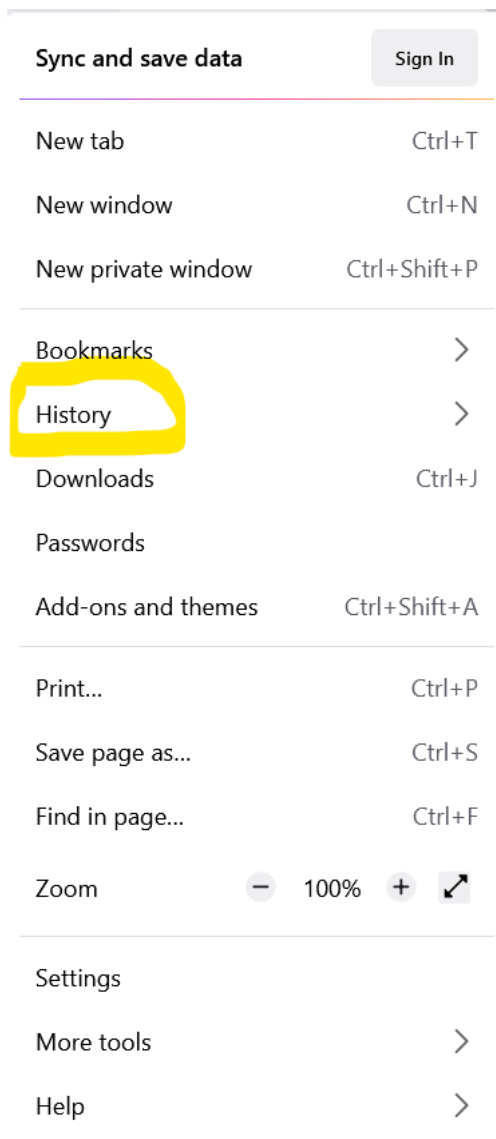 Sync and save data Sign In
New tab Ctrl+T
New window Ctrl+N
New private window Ctrl+Shift+P
Bookmarks
History
Downloads Ctrl+J
Passwords
Add-ons and themes Ctrl+Shift+A
Print... Ctrl+P
Save page as... Ctrl+S
Find in page... Ctrl+F
Zoom − 100% +
Settings
More tools
Help